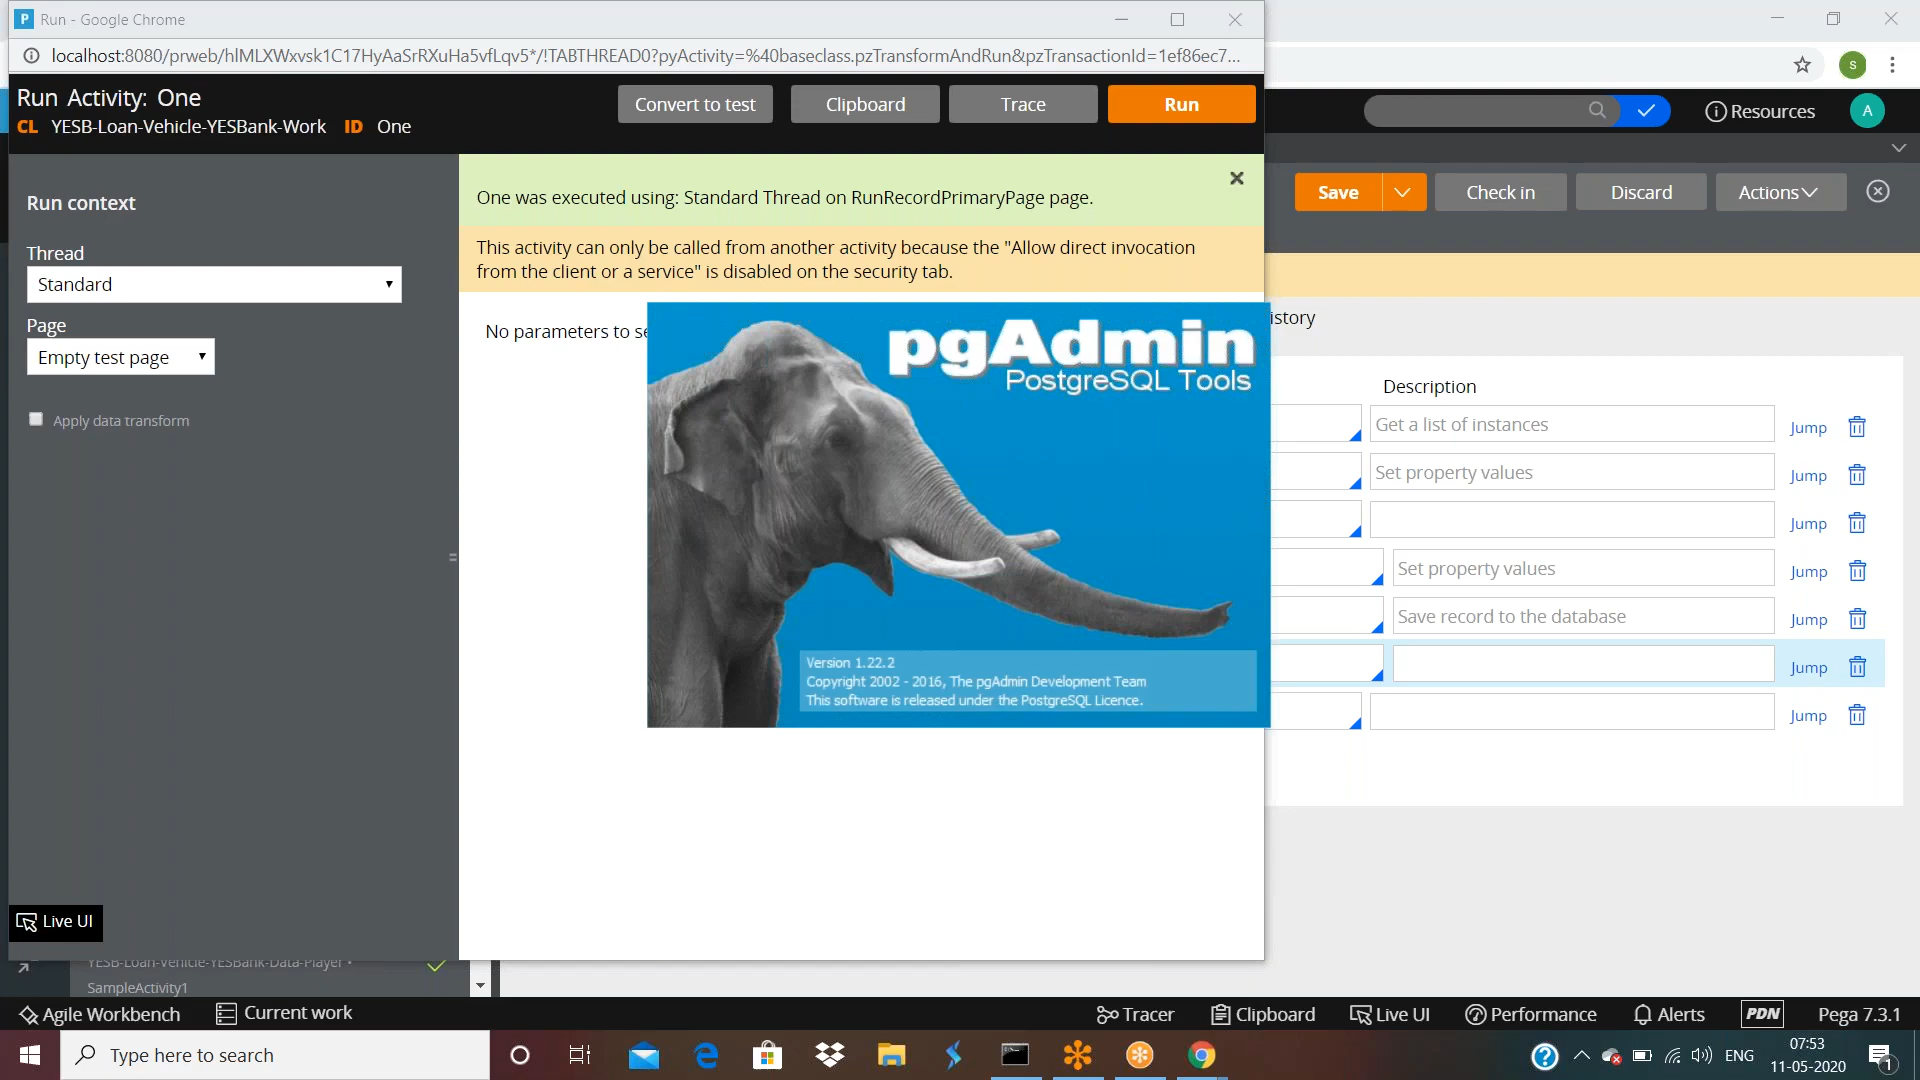 Run - Google Chrome
localhost:8080/prweb/hlMLXWxvsk1C17HyAaSrRXuHa5vfLqv5*/!TABTHREAD0?pyActivity=%40baseclass.pzTransformAndRun&pzTransactionId=1ef86ec7...
S
Run Activity: One
CL YESB-Loan-Vehicle-YESBank-Work ID One
Convert to test
Clipboard
Trace
Run
Resources
A
Run context
Thread
Standard
Page
Empty test page
Apply data transform
One was executed using: Standard Thread on RunRecordPrimaryPage page.
This activity can only be called from another activity because the "Allow direct invocation
from the client or a service" is disabled on the security tab.
No parameters to se
Save
Check in
Discard
Actions
istory
pgAdmin
PostgreSQL Tools
Version 1.22.2
Copyright 2002 - 2016, The pgAdmin Development Team
This software is released under the PostgreSQL Licence.
Description
Get a list of instances
Jump
Set property values
Jump
Jump
Set property values
Jump
Save record to the database
Jump
Jump
Jump
Live UI
YESB-Loan-Vehicle-YESBank-Data-Player •
SampleActivity1
Agile Workbench
Current work
Tracer
Clipboard
Live UI
Performance
Alerts
PDN
Pega 7.3.1
Type here to search
ENG
07:53
11-05-2020
1